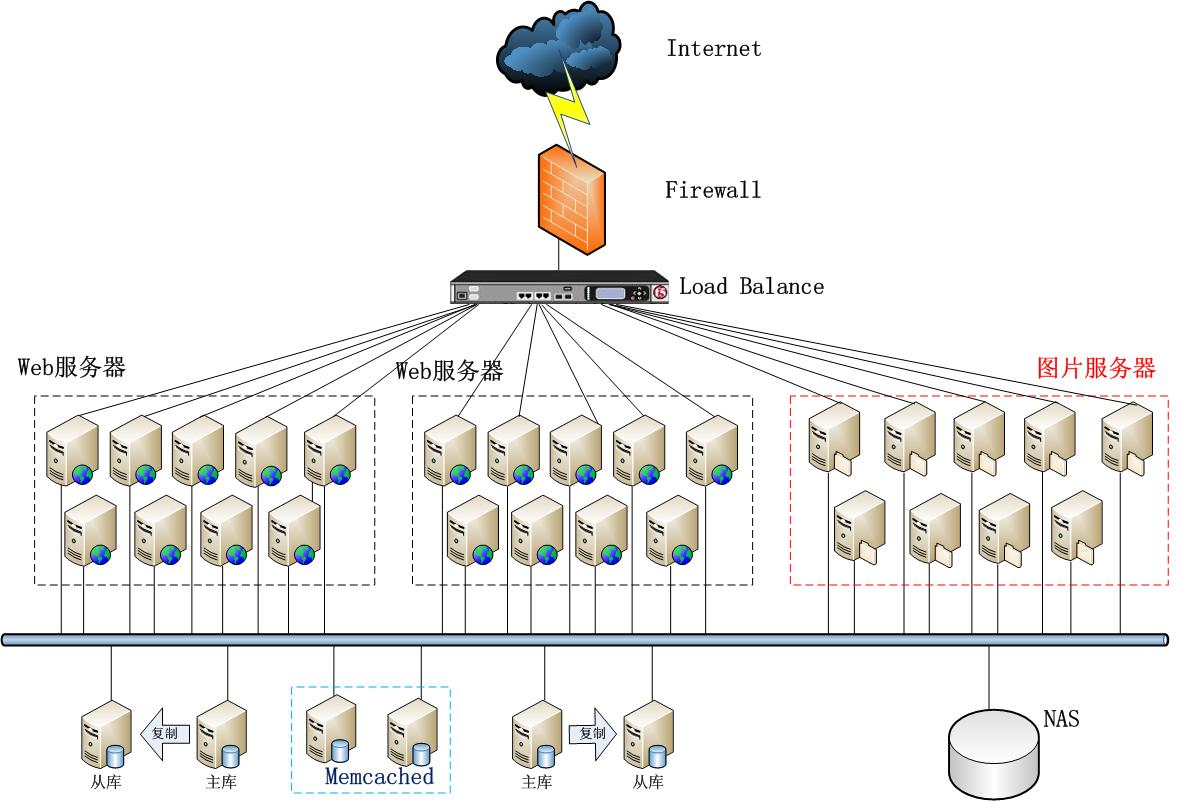 Internet
Firewall
Load Balance
Web服务器
Web服务器
图片服务器
复制
复制
NAS
Memcached
从库
主库
主库
从库